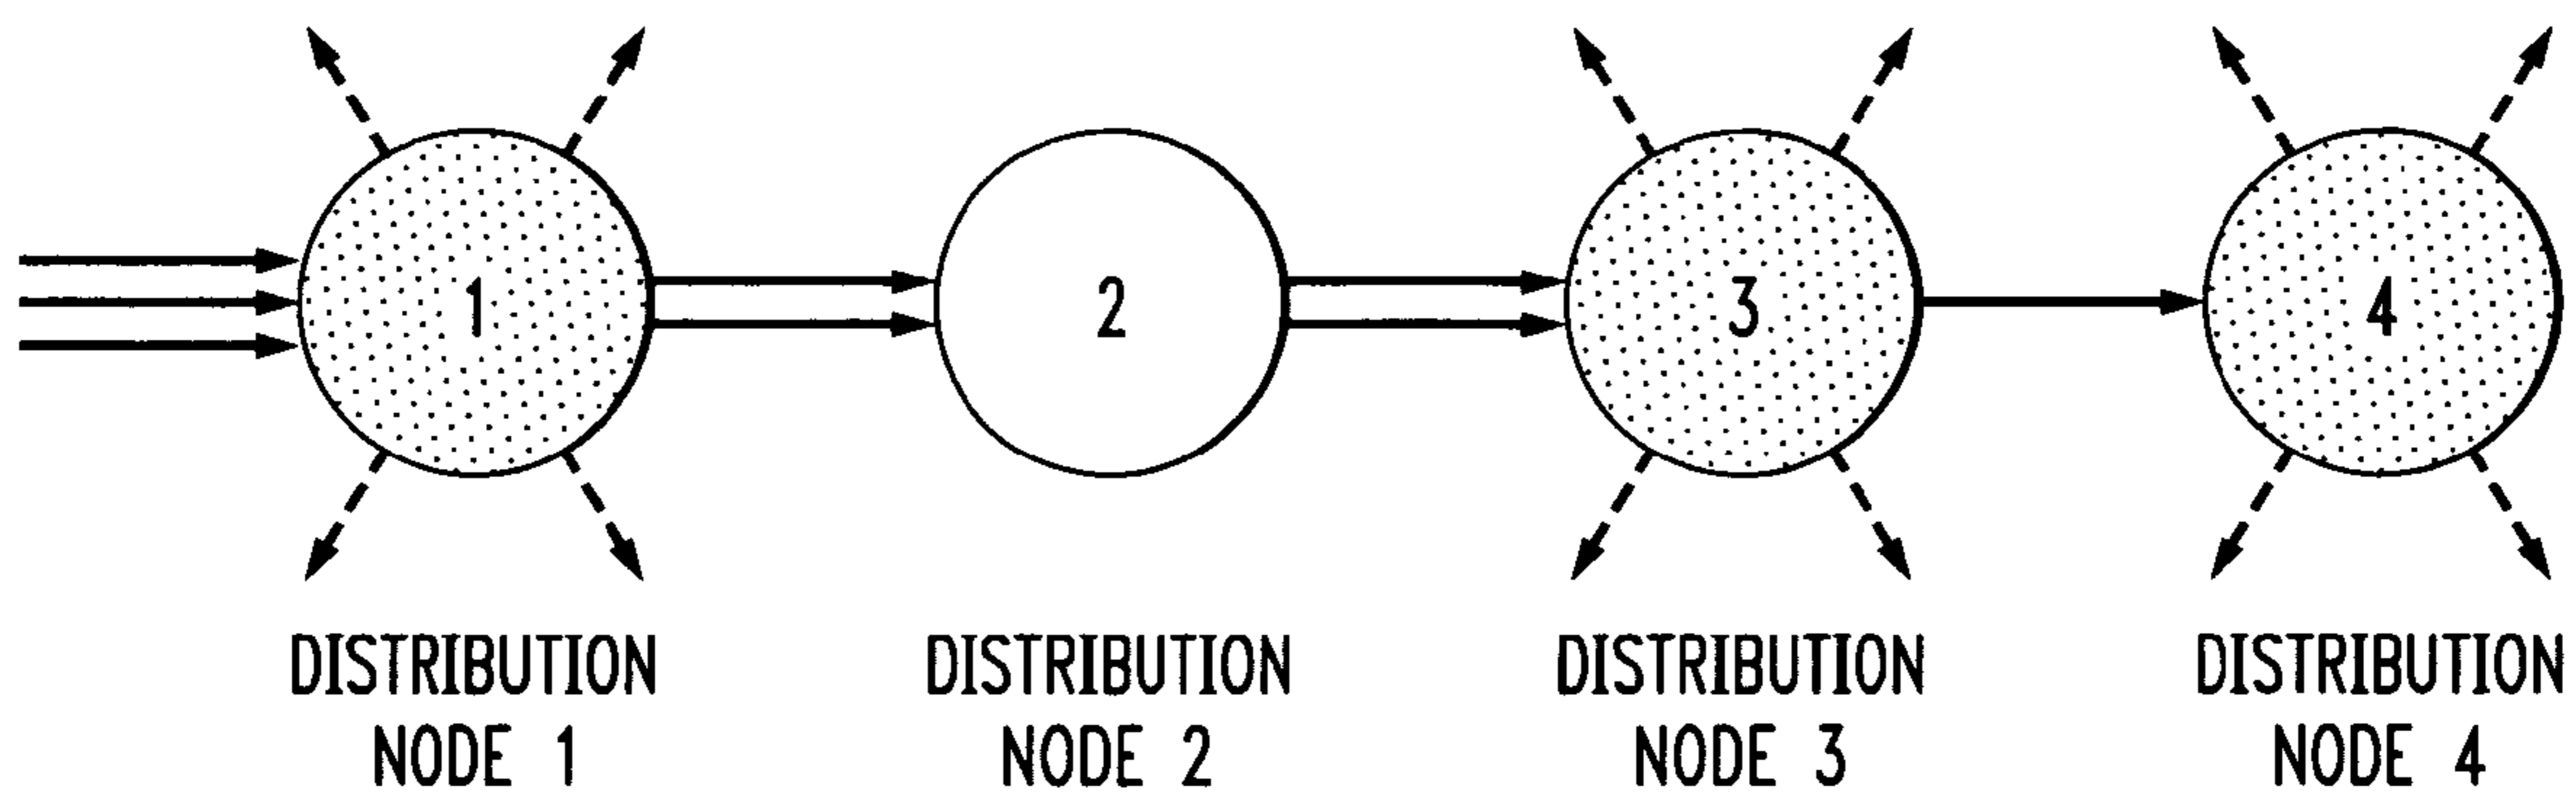 1
2
3
4
DISTRIBUTION
NODE 1
DISTRIBUTION
NODE 2
DISTRIBUTION
NODE 3
DISTRIBUTION
NODE 4